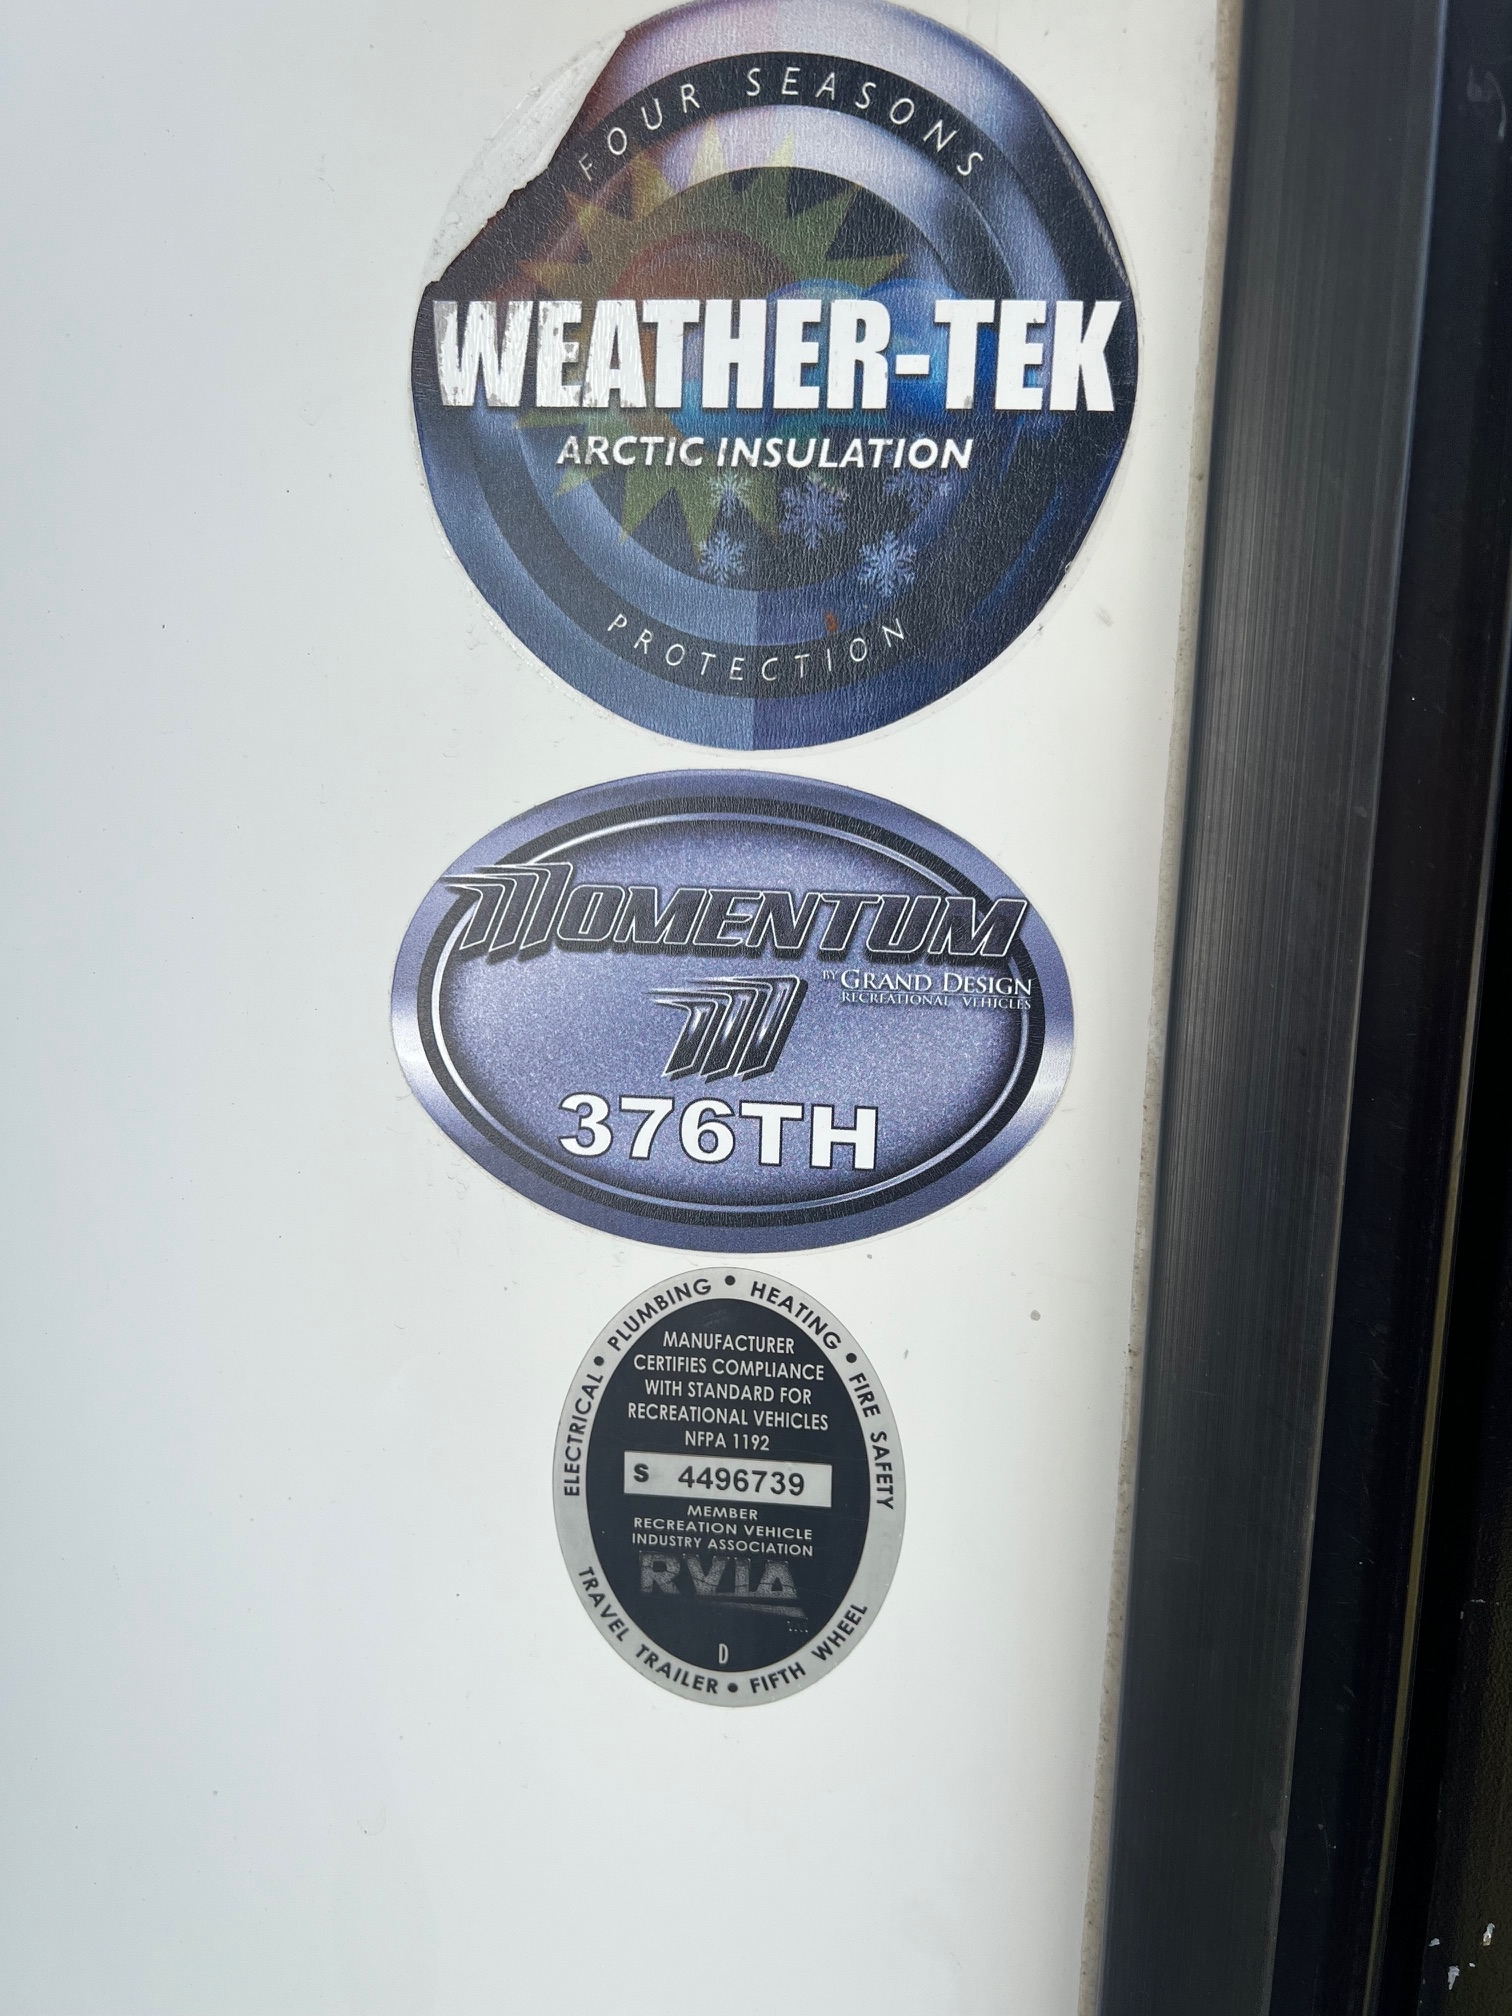 FOUR SEASONS
WEATHER-TEK
ARCTIC INSULATION
PROTECTION
MOMENTUM
BY GRAND DESIGN
RECREATIONAL VEHICLES
376TH
ELECTRICAL • PLUMBING • HEATING • FIRE SAFETY
MANUFACTURER
CERTIFIES COMPLIANCE
WITH STANDARD FOR
RECREATIONAL VEHICLES
NFPA 1192
S 4496739
MEMBER
RECREATION VEHICLE
INDUSTRY ASSOCIATION
RVIA
D
TRAVEL TRAILER • FIFTH WHEEL